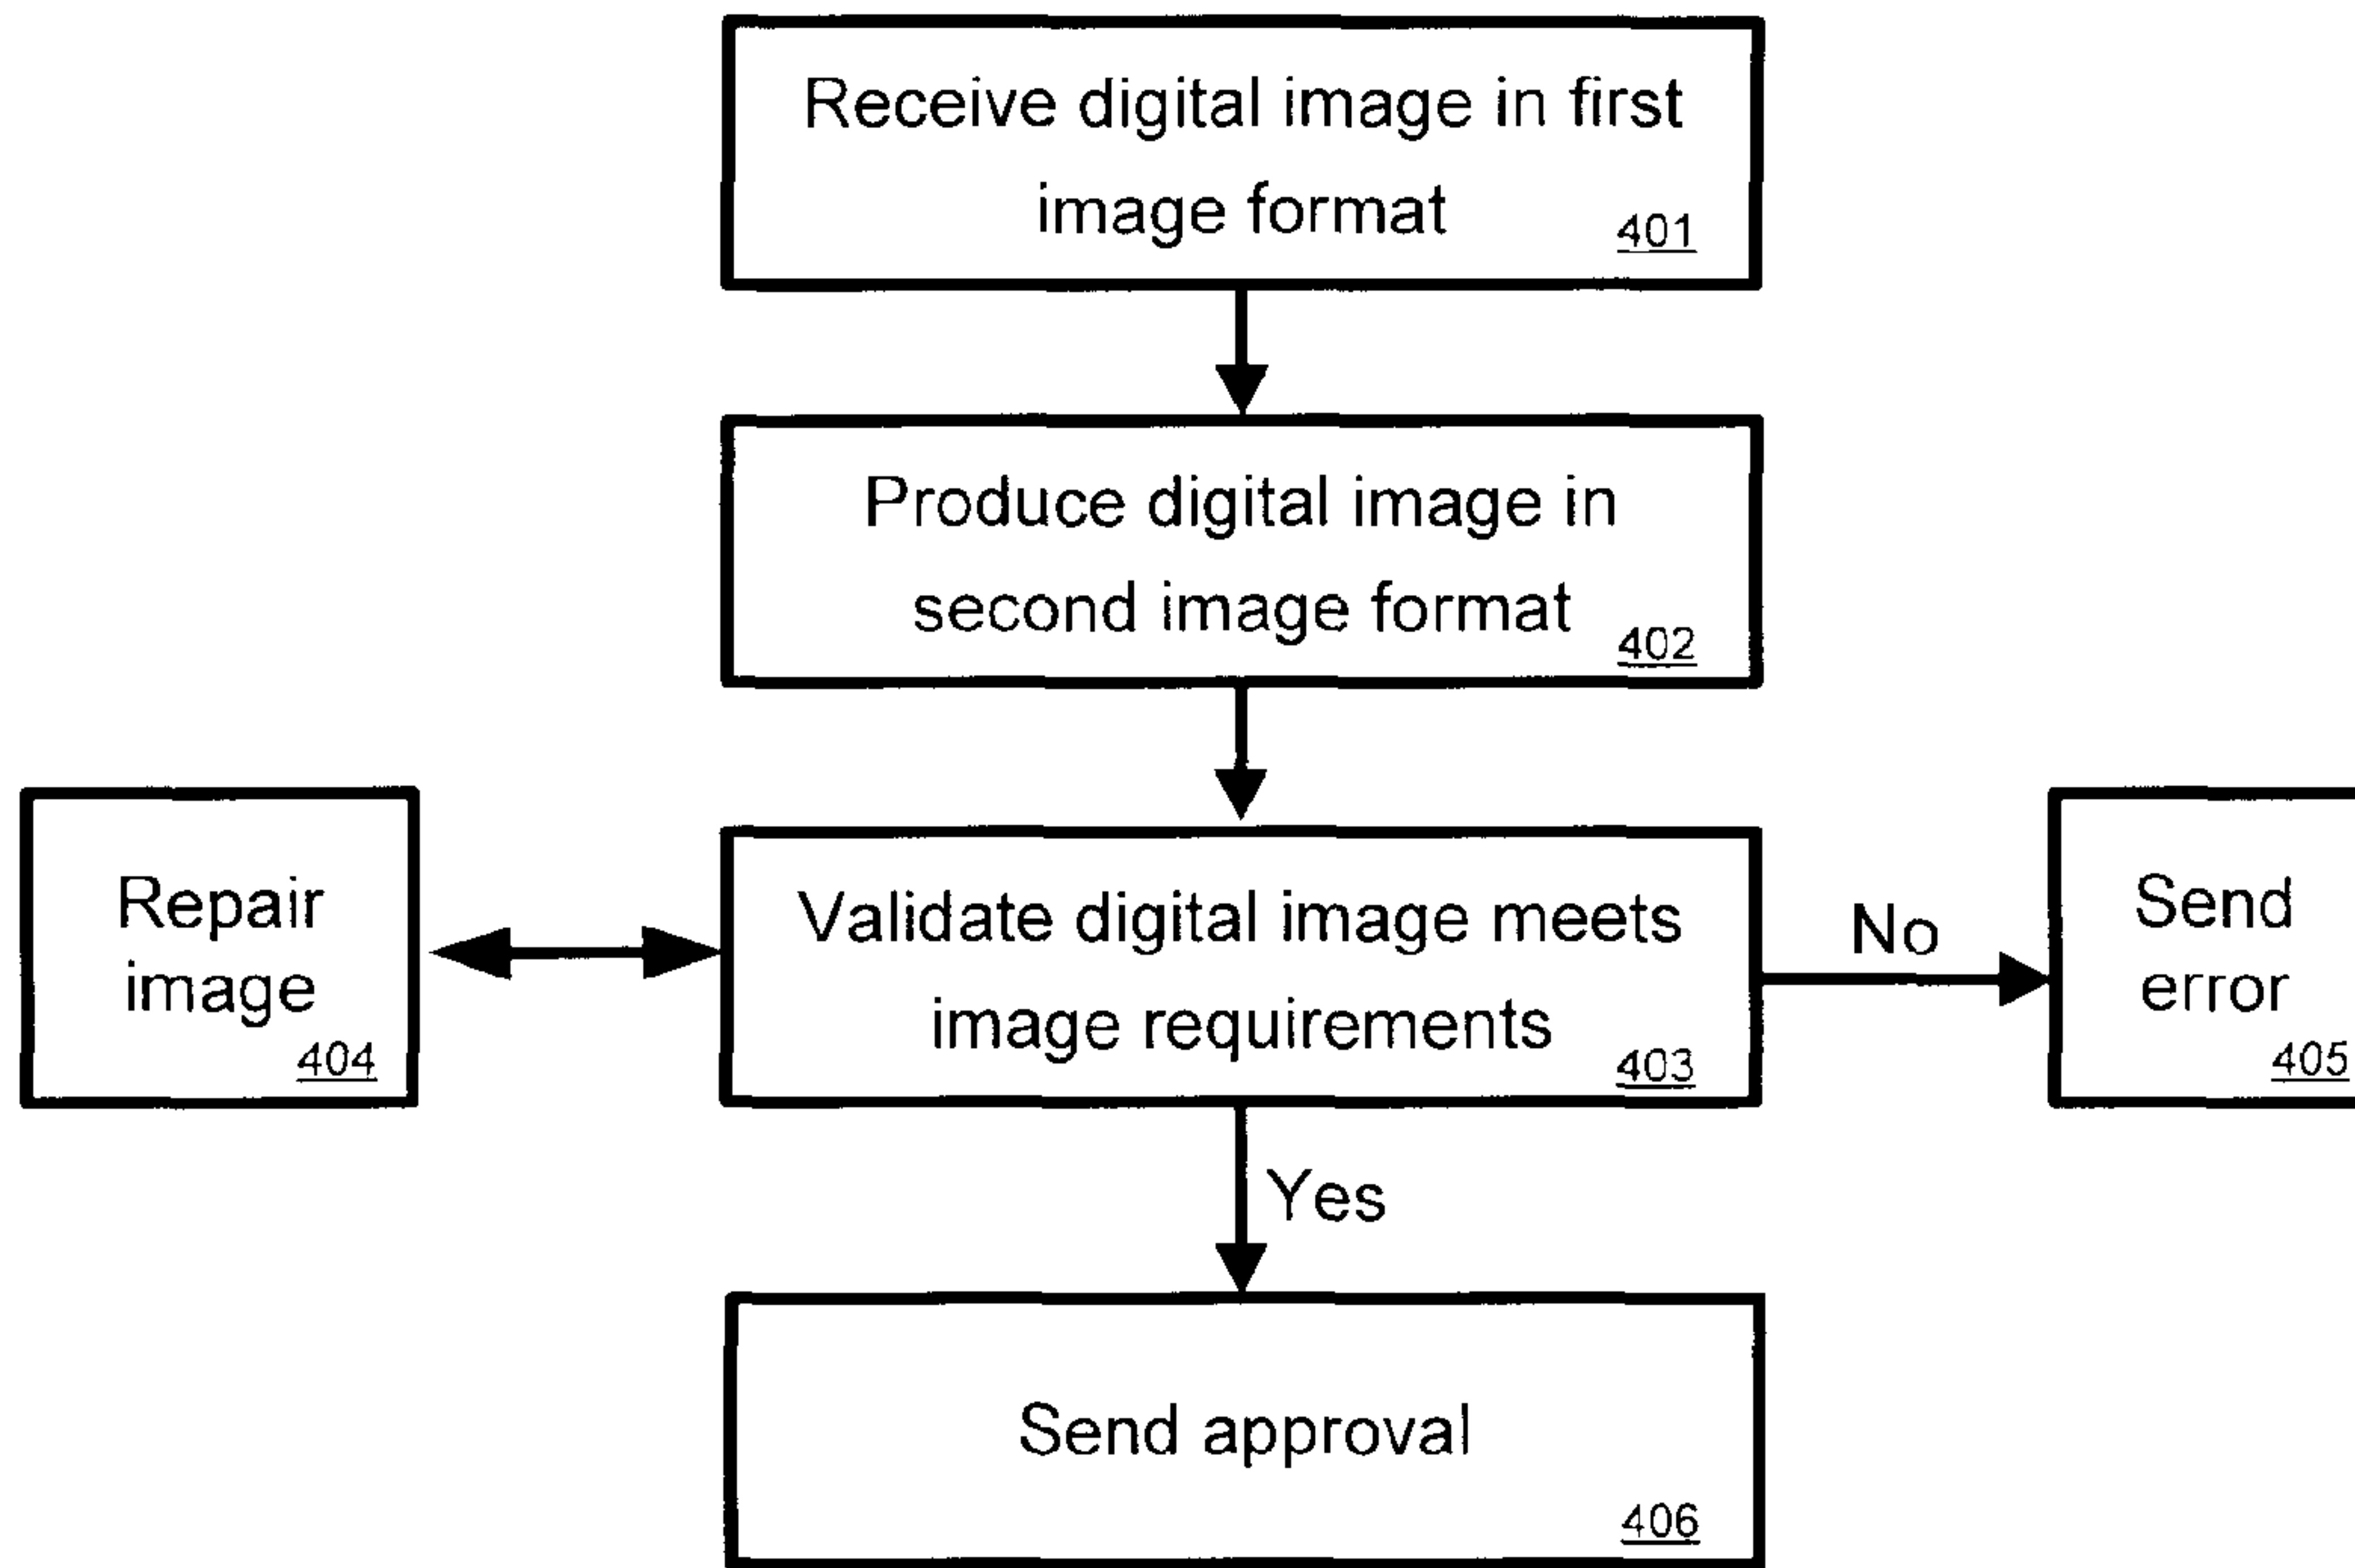 Receive digital image in first
image format
401
Produce digital image in
second image format
402
Repair
image
404
Validate digital image meets
image requirements
403
No
Send
error
405
Yes
Send approval
406